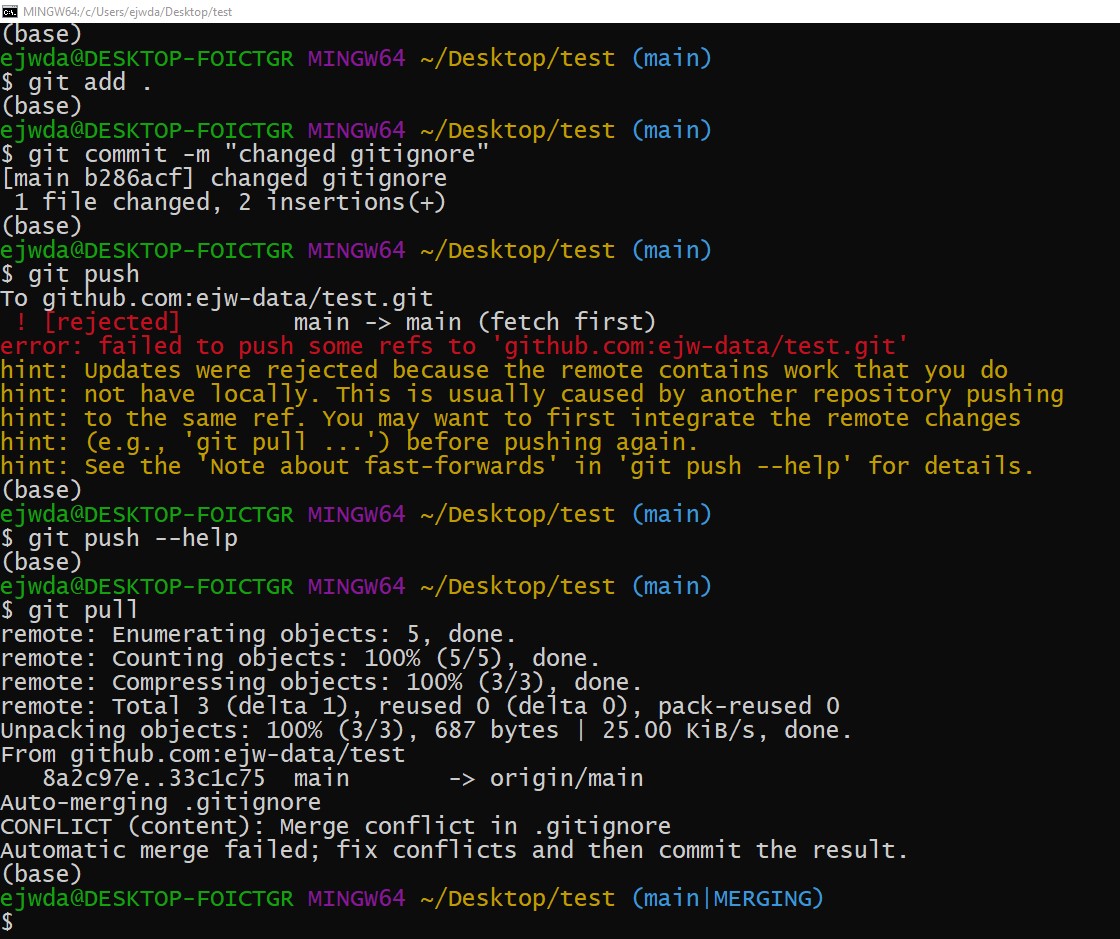 MINGW64:/c/Users/ejwda/Desktop/test
(base)
ejwda@DESKTOP-FOICTGR MINGW64 ~/Desktop/test (main)
$ git add .
(base)
ejwda@DESKTOP-FOICTGR MINGW64 ~/Desktop/test (main)
$ git commit -m "changed gitignore"
[main b286acf] changed gitignore
 1 file changed, 2 insertions(+)
(base)
ejwda@DESKTOP-FOICTGR MINGW64 ~/Desktop/test (main)
$ git push
To github.com:ejw-data/test.git
 ! [rejected]        main -> main (fetch first)
error: failed to push some refs to 'github.com:ejw-data/test.git'
hint: Updates were rejected because the remote contains work that you do
hint: not have locally. This is usually caused by another repository pushing
hint: to the same ref. You may want to first integrate the remote changes
hint: (e.g., 'git pull ...') before pushing again.
hint: See the 'Note about fast-forwards' in 'git push --help' for details.
(base)
ejwda@DESKTOP-FOICTGR MINGW64 ~/Desktop/test (main)
$ git push --help
(base)
ejwda@DESKTOP-FOICTGR MINGW64 ~/Desktop/test (main)
$ git pull
remote: Enumerating objects: 5, done.
remote: Counting objects: 100% (5/5), done.
remote: Compressing objects: 100% (3/3), done.
remote: Total 3 (delta 1), reused 0 (delta 0), pack-reused 0
Unpacking objects: 100% (3/3), 687 bytes | 25.00 KiB/s, done.
From github.com:ejw-data/test
   8a2c97e..33c1c75  main       -> origin/main
Auto-merging .gitignore
CONFLICT (content): Merge conflict in .gitignore
Automatic merge failed; fix conflicts and then commit the result.
(base)
ejwda@DESKTOP-FOICTGR MINGW64 ~/Desktop/test (main|MERGING)
$